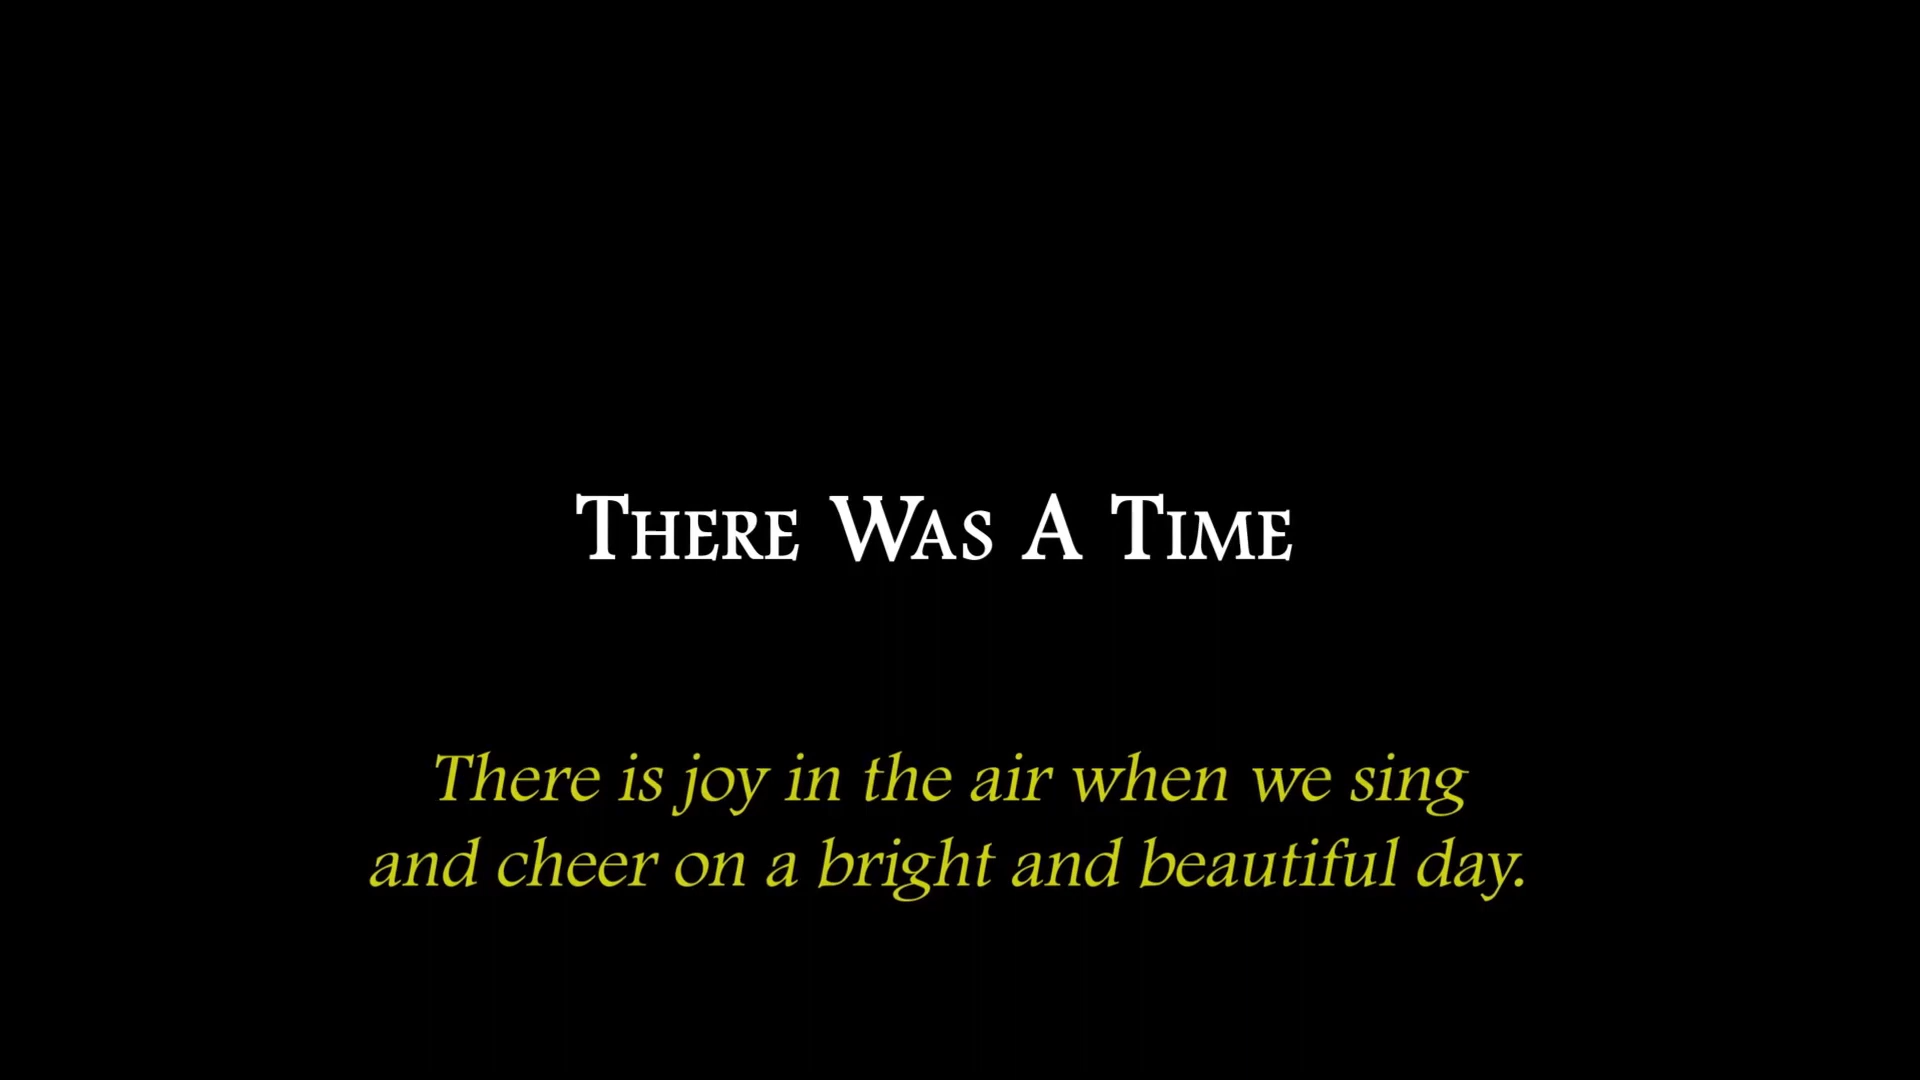 There Was A Time
There is joy in the air when we sing
and cheer on a bright and beautiful day.